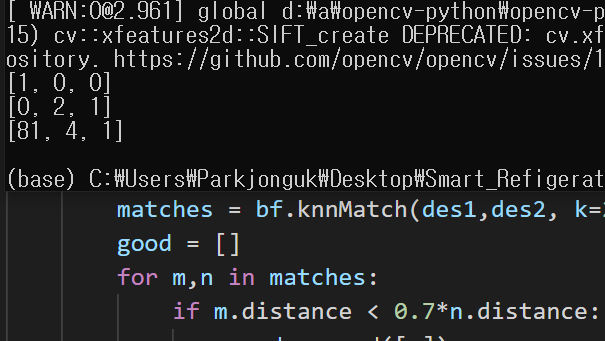 [ WARN:0@2.961] global d:₩a₩opencv-python₩opencv-p
15) cv::xfeatures2d::SIFT_create DEPRECATED: cv.xf
ository. https://github.com/opencv/opencv/issues/1
[1, 0, 0]
[0, 2, 1]
[81, 4, 1]
(base) C:₩Users₩Parkjonguk₩Desktop₩Smart_Refigerat
matches = bf.knnMatch(des1,des2, k=
good = []
for m,n in matches:
if m.distance < 0.7*n.distance: